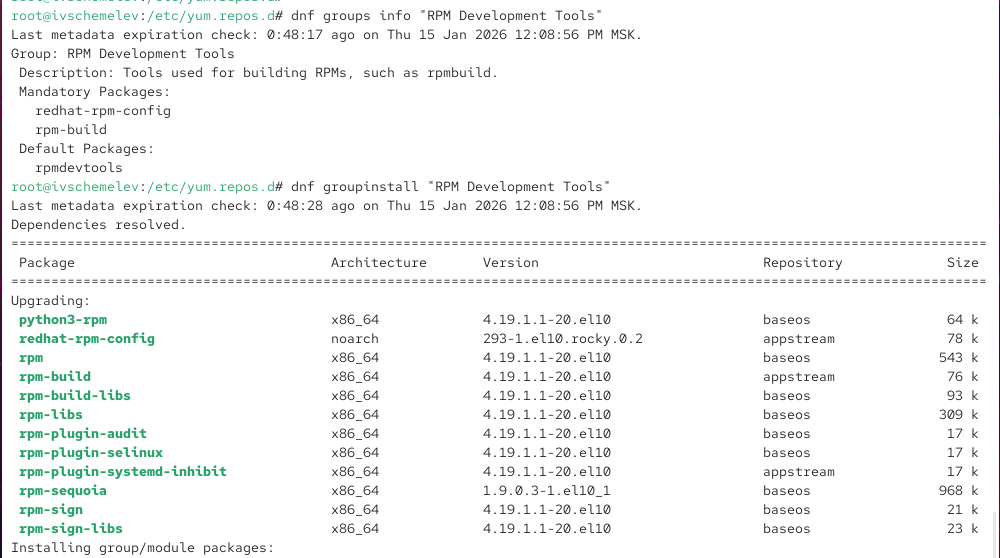 root@ivschemelev:/etc/yum.repos.d# dnf groups info "RPM Development Tools"
Last metadata expiration check: 0:48:17 ago on Thu 15 Jan 2026 12:08:56 PM MSK.
Group: RPM Development Tools
 Description: Tools used for building RPMs, such as rpmbuild.
 Mandatory Packages:
   redhat-rpm-config
   rpm-build
 Default Packages:
   rpmdevtools
root@ivschemelev:/etc/yum.repos.d# dnf groupinstall "RPM Development Tools"
Last metadata expiration check: 0:48:28 ago on Thu 15 Jan 2026 12:08:56 PM MSK.
Dependencies resolved.
==========================================================================================================================
 Package Architecture Version Repository Size
==========================================================================================================================
Upgrading:
 python3-rpm x86_64 4.19.1.1-20.el10 baseos 64 k
 redhat-rpm-config noarch 293-1.el10.rocky.0.2 appstream 78 k
 rpm x86_64 4.19.1.1-20.el10 baseos 543 k
 rpm-build x86_64 4.19.1.1-20.el10 appstream 76 k
 rpm-build-libs x86_64 4.19.1.1-20.el10 baseos 93 k
 rpm-libs x86_64 4.19.1.1-20.el10 baseos 309 k
 rpm-plugin-audit x86_64 4.19.1.1-20.el10 baseos 17 k
 rpm-plugin-selinux x86_64 4.19.1.1-20.el10 baseos 17 k
 rpm-plugin-systemd-inhibit x86_64 4.19.1.1-20.el10 appstream 17 k
 rpm-sequoia x86_64 1.9.0.3-1.el10_1 baseos 968 k
 rpm-sign x86_64 4.19.1.1-20.el10 baseos 21 k
 rpm-sign-libs x86_64 4.19.1.1-20.el10 baseos 23 k
Installing group/module packages: